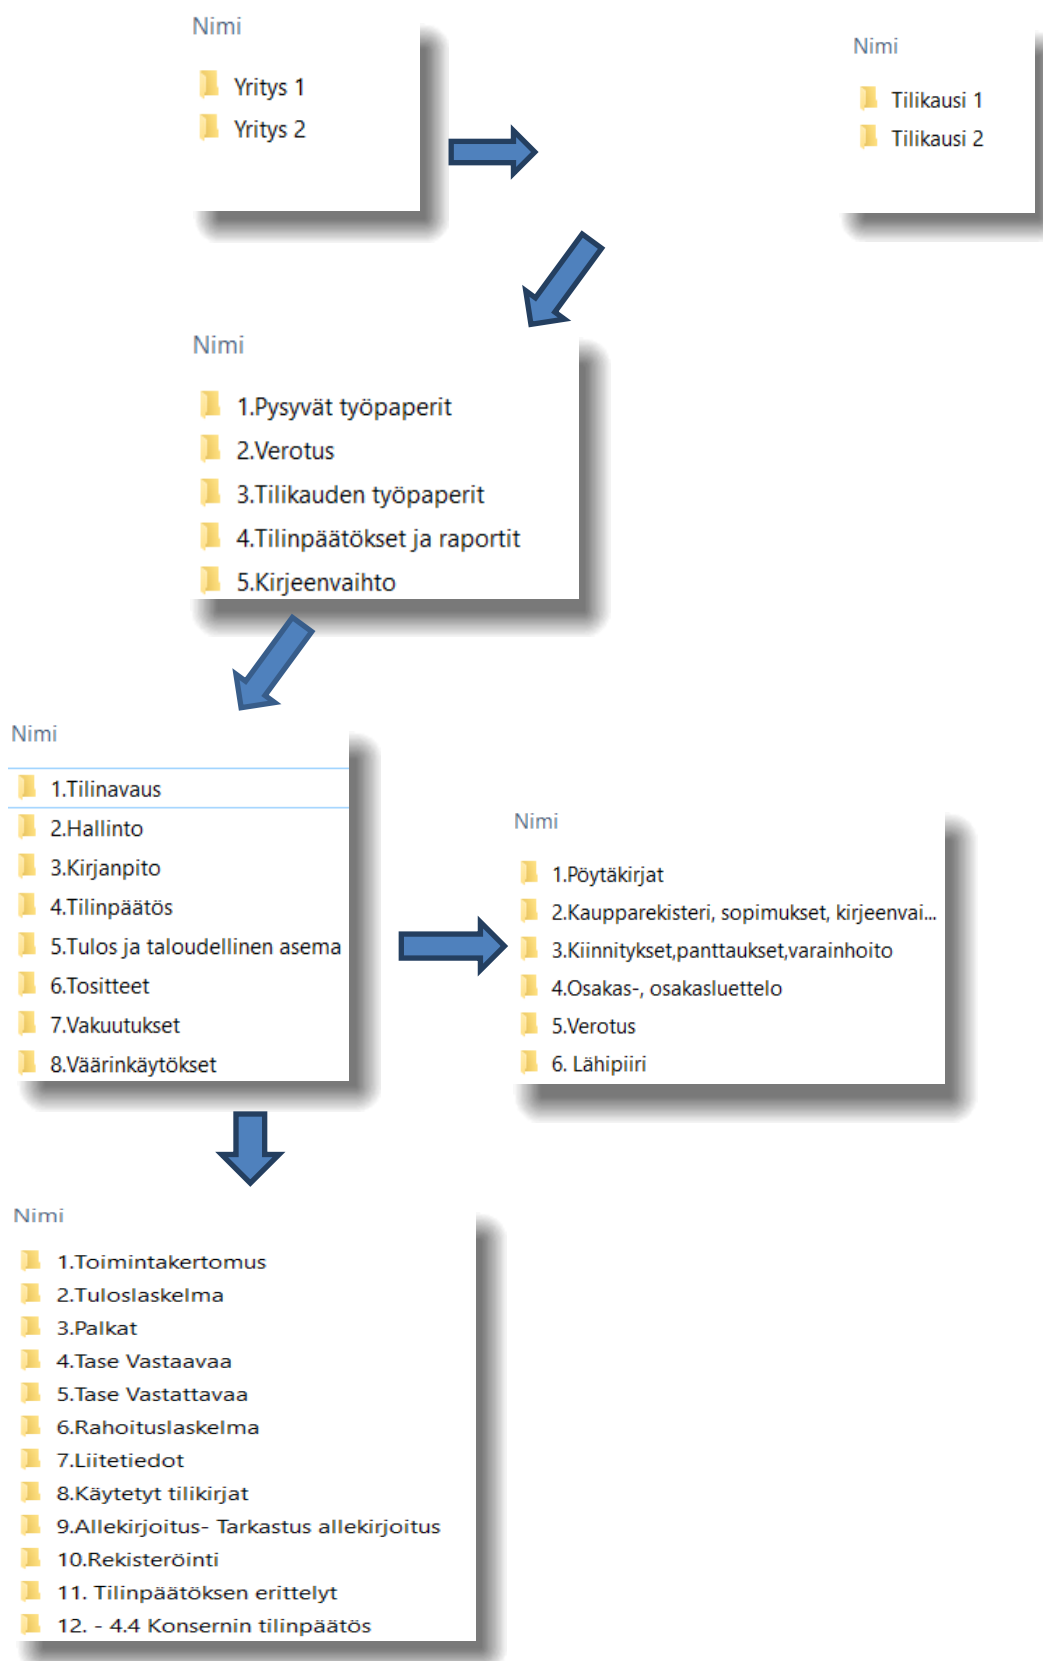 Nimi
Yritys 1
Yritys 2
Nimi
Tilikausi 1
Tilikausi 2
Nimi
1.Pysyvät työpaperit
2.Verotus
3.Tilikauden työpaperit
4.Tilinpäätökset ja raportit
5.Kirjeenvaihto
Nimi
1.Tilinavaus
2.Hallinto
3.Kirjanpito
4.Tilinpäätös
5.Tulos ja taloudellinen asema
6.Tositteet
7.Vakuutukset
8.Väärinkäytökset
Nimi
1.Pöytäkirjat
2.Kaupparekisteri, sopimukset, kirjeenvai...
3.Kiinnitykset,panttaukset,varainhoito
4.Osakas-, osakasluettelo
5.Verotus
6. Lähipiiri
Nimi
1.Toimintakertomus
2.Tuloslaskelma
3.Palkat
4.Tase Vastaavaa
5.Tase Vastattavaa
6.Rahoituslaskelma
7.Liitetiedot
8.Käytetyt tilikirjat
9.Allekirjoitus- Tarkastus allekirjoitus
10.Rekisteröinti
11. Tilinpäätöksen erittelyt
12. - 4.4 Konsernin tilinpäätös